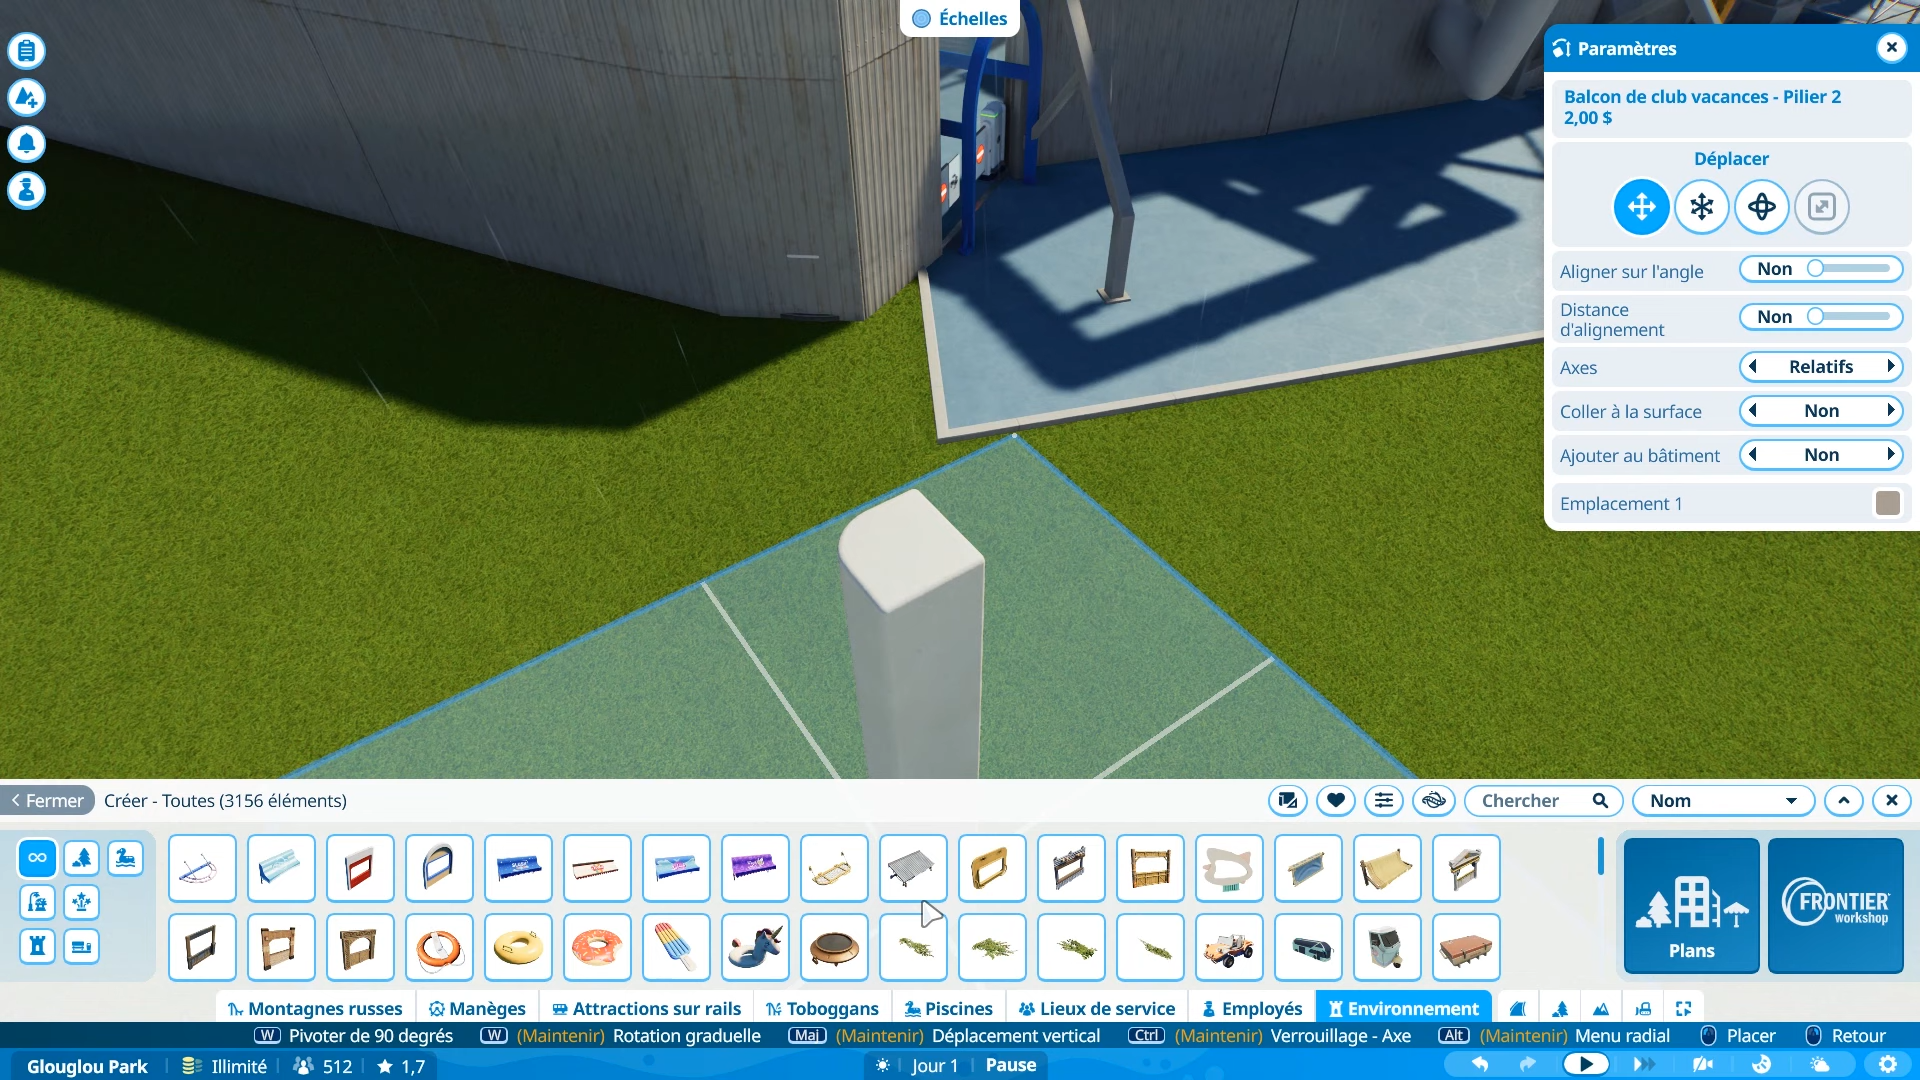 Échelles
Paramètres
Balcon de club vacances - Pilier 2
2,00 $
Déplacer
Aligner sur l'angle
Non
Distance
d'alignement
Non
Axes
Relatifs
Coller à la surface
Non
Ajouter au bâtiment
Non
Emplacement 1
Fermer
Créer - Toutes (3156 éléments)
Chercher
Nom
Plans
FRONTIER
workshop
Montagnes russes
Manèges
Attractions sur rails
Toboggans
Piscines
Lieux de service
Employés
Environnement
W Pivoter de 90 degrés
W (Maintenir) Rotation graduelle
Maj (Maintenir) Déplacement vertical
Ctrl (Maintenir) Verrouillage - Axe
Alt (Maintenir) Menu radial
Placer
Retour
Glouglou Park
Illimité
512
1,7
Jour 1
Pause